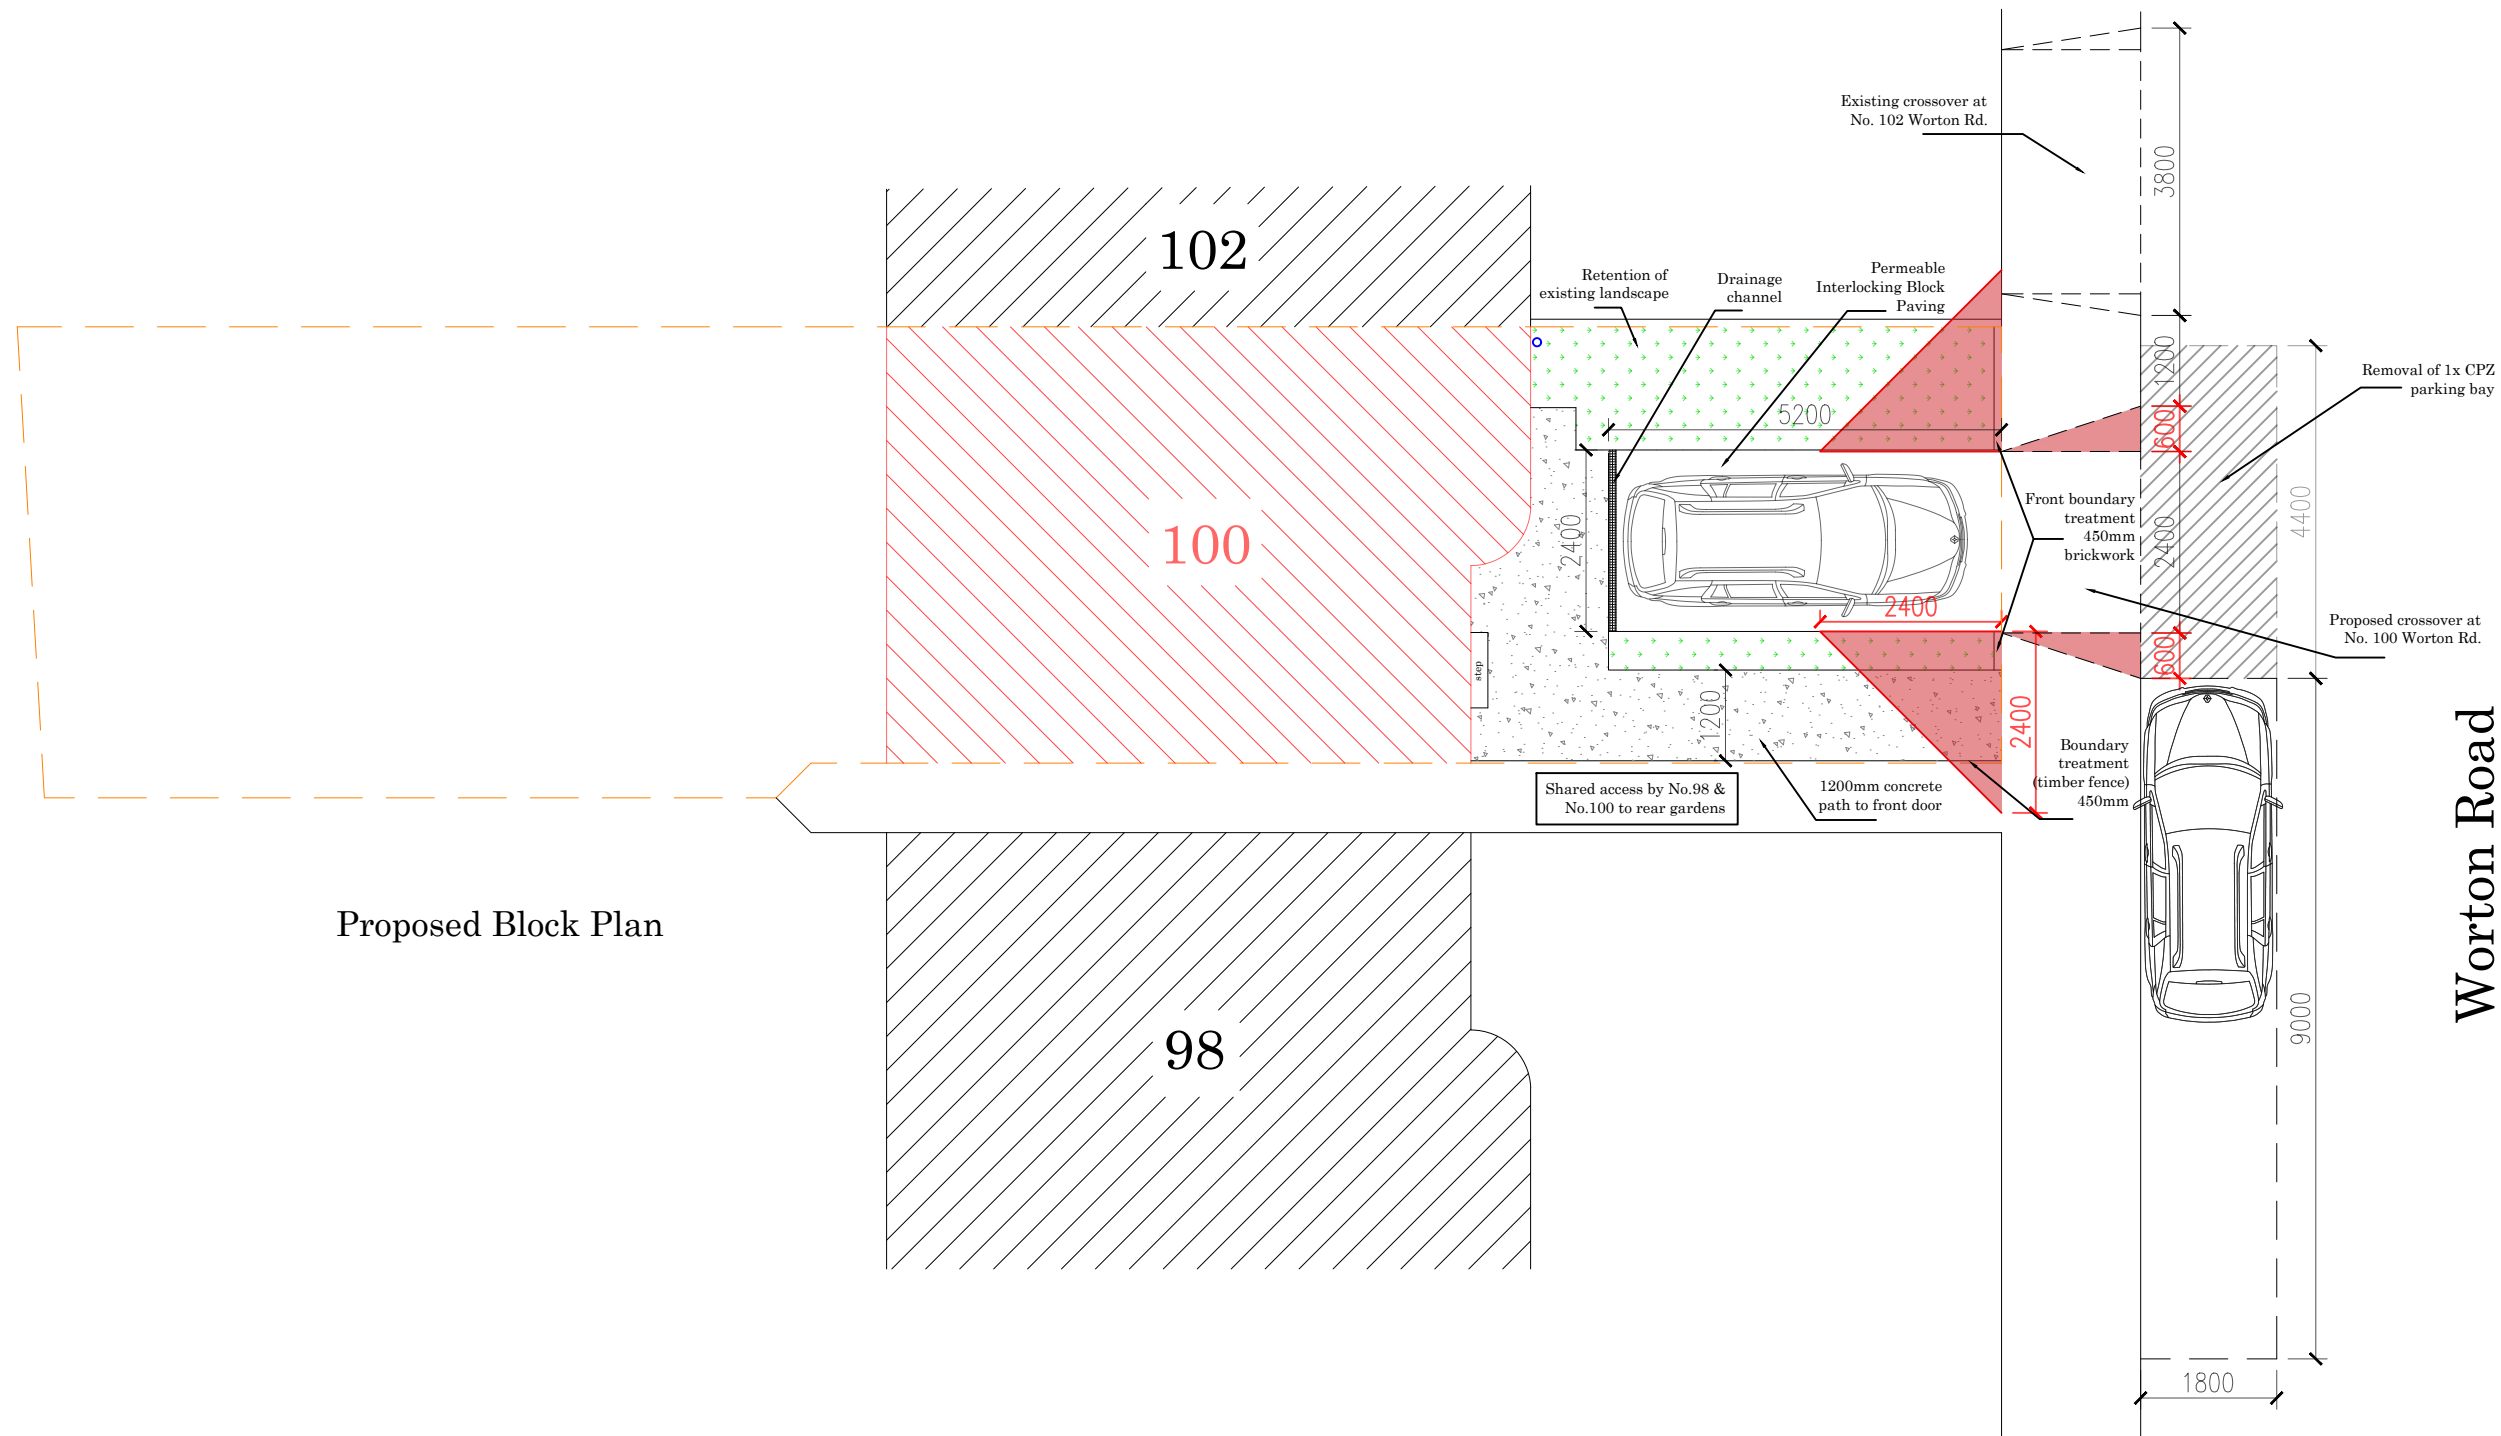 Existing crossover at
No. 102 Worton Rd.
3800
102
Retention of
existing landscape
Drainage
channel
Permeable
Interlocking Block
Paving
1200
Removal of 1x CPZ
parking bay
5200
600
4400
Front boundary
treatment
450mm
brickwork
2400
2400
100
2400
Proposed crossover at
No. 100 Worton Rd.
600
step
1200
2400
Boundary
treatment
(timber fence)
450mm
Shared access by No.98 &
No.100 to rear gardens
1200mm concrete
path to front door
Worton Road
Proposed Block Plan
98
9000
1800